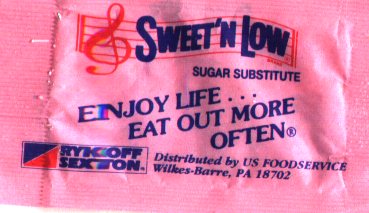 SWEET'N LOW®
BRAND
SUGAR SUBSTITUTE
ENJOY LIFE . . .
EAT OUT MORE
OFTEN®
RYKOFF
SEXTON®
Distributed by US FOODSERVICE
Wilkes-Barre, PA 18702